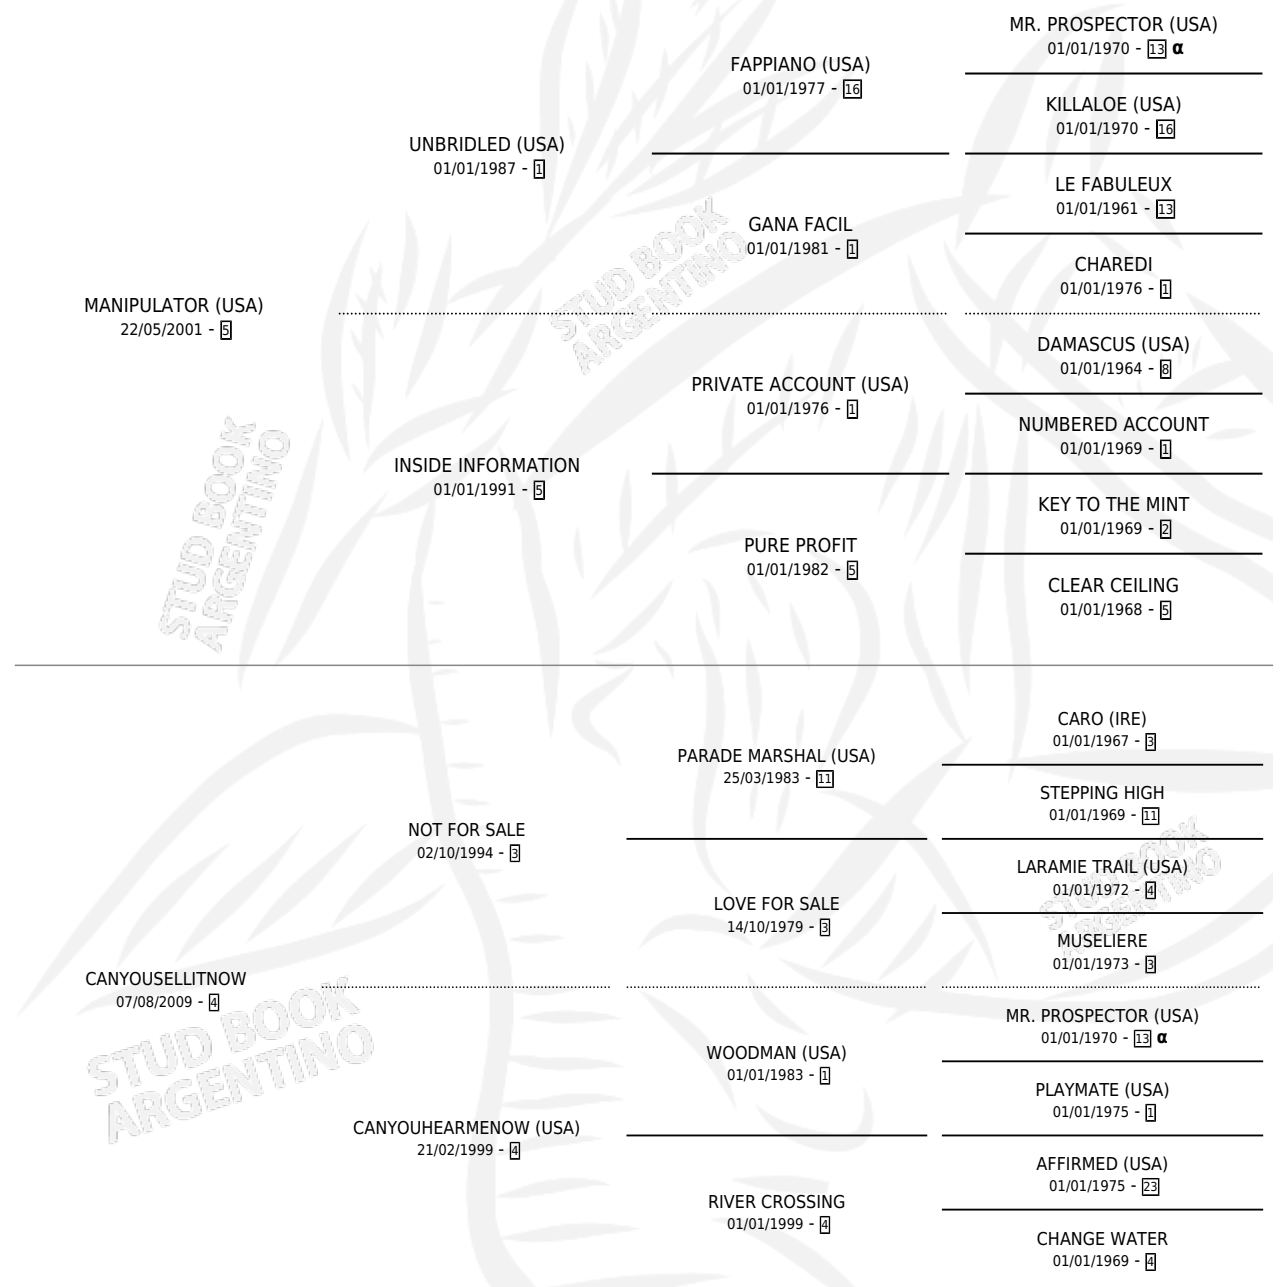 MR. PROSPECTOR (USA)
01/01/1970 - 13 α
FAPPIANO (USA)
01/01/1977 - 16
KILLALOE (USA)
01/01/1970 - 16
UNBRIDLED (USA)
01/01/1987 - 1
LE FABULEUX
01/01/1961 - 13
GANA FACIL
01/01/1981 - 1
CHAREDI
01/01/1976 - 1
MANIPULATOR (USA)
22/05/2001 - 5
DAMASCUS (USA)
01/01/1964 - 8
PRIVATE ACCOUNT (USA)
01/01/1976 - 1
NUMBERED ACCOUNT
01/01/1969 - 1
INSIDE INFORMATION
01/01/1991 - 5
KEY TO THE MINT
01/01/1969 - 2
PURE PROFIT
01/01/1982 - 5
CLEAR CEILING
01/01/1968 - 5
STUD BOOK
ARGENTINO
STUD BOOK
ARGENTINO
CARO (IRE)
01/01/1967 - 3
PARADE MARSHAL (USA)
25/03/1983 - 11
STEPPING HIGH
01/01/1969 - 11
NOT FOR SALE
02/10/1994 - 3
LARAMIE TRAIL (USA)
01/01/1972 - 4
LOVE FOR SALE
14/10/1979 - 3
MUSELIERE
01/01/1973 - 3
CANYOUSELLITNOW
07/08/2009 - 4
MR. PROSPECTOR (USA)
01/01/1970 - 13 α
WOODMAN (USA)
01/01/1983 - 1
PLAYMATE (USA)
01/01/1975 - 1
CANYOUHEARMENOW (USA)
21/02/1999 - 4
AFFIRMED (USA)
01/01/1975 - 23
RIVER CROSSING
01/01/1999 - 4
CHANGE WATER
01/01/1969 - 4
STUD BOOK
ARGENTINO
STUD BOOK
ARGENTINO